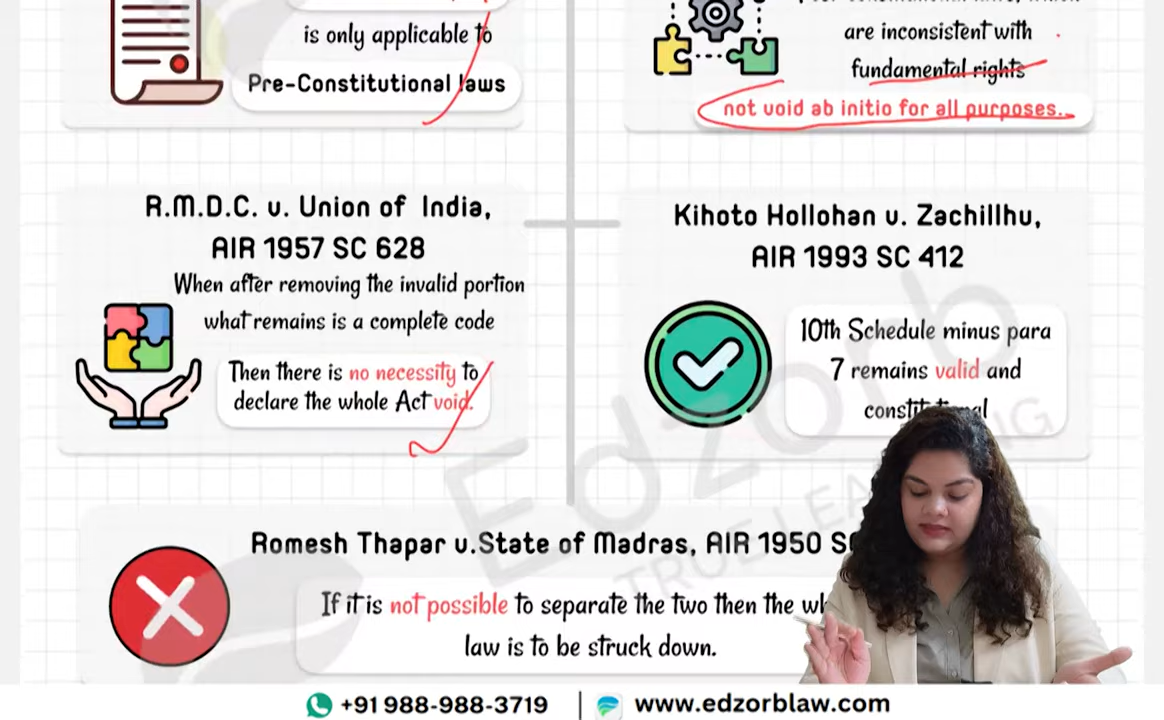 is only applicable to
Pre-Constitutional laws
are inconsistent with
fundamental rights
not void ab initio for all purposes..
R.M.D.C. v. Union of India,
AIR 1957 SC 628
When after removing the invalid portion
what remains is a complete code
Then there is no necessity to
declare the whole Act void.
Kihoto Hollohan v. Zachillhu,
AIR 1993 SC 412
10th Schedule minus para
7 remains valid and
Romesh Thapar v.State of Madras, AIR 1950
If it is not possible to separate the two then the
law is to be struck down.
Edzorb
+91 988-988-3719 | www.edzorblaw.com